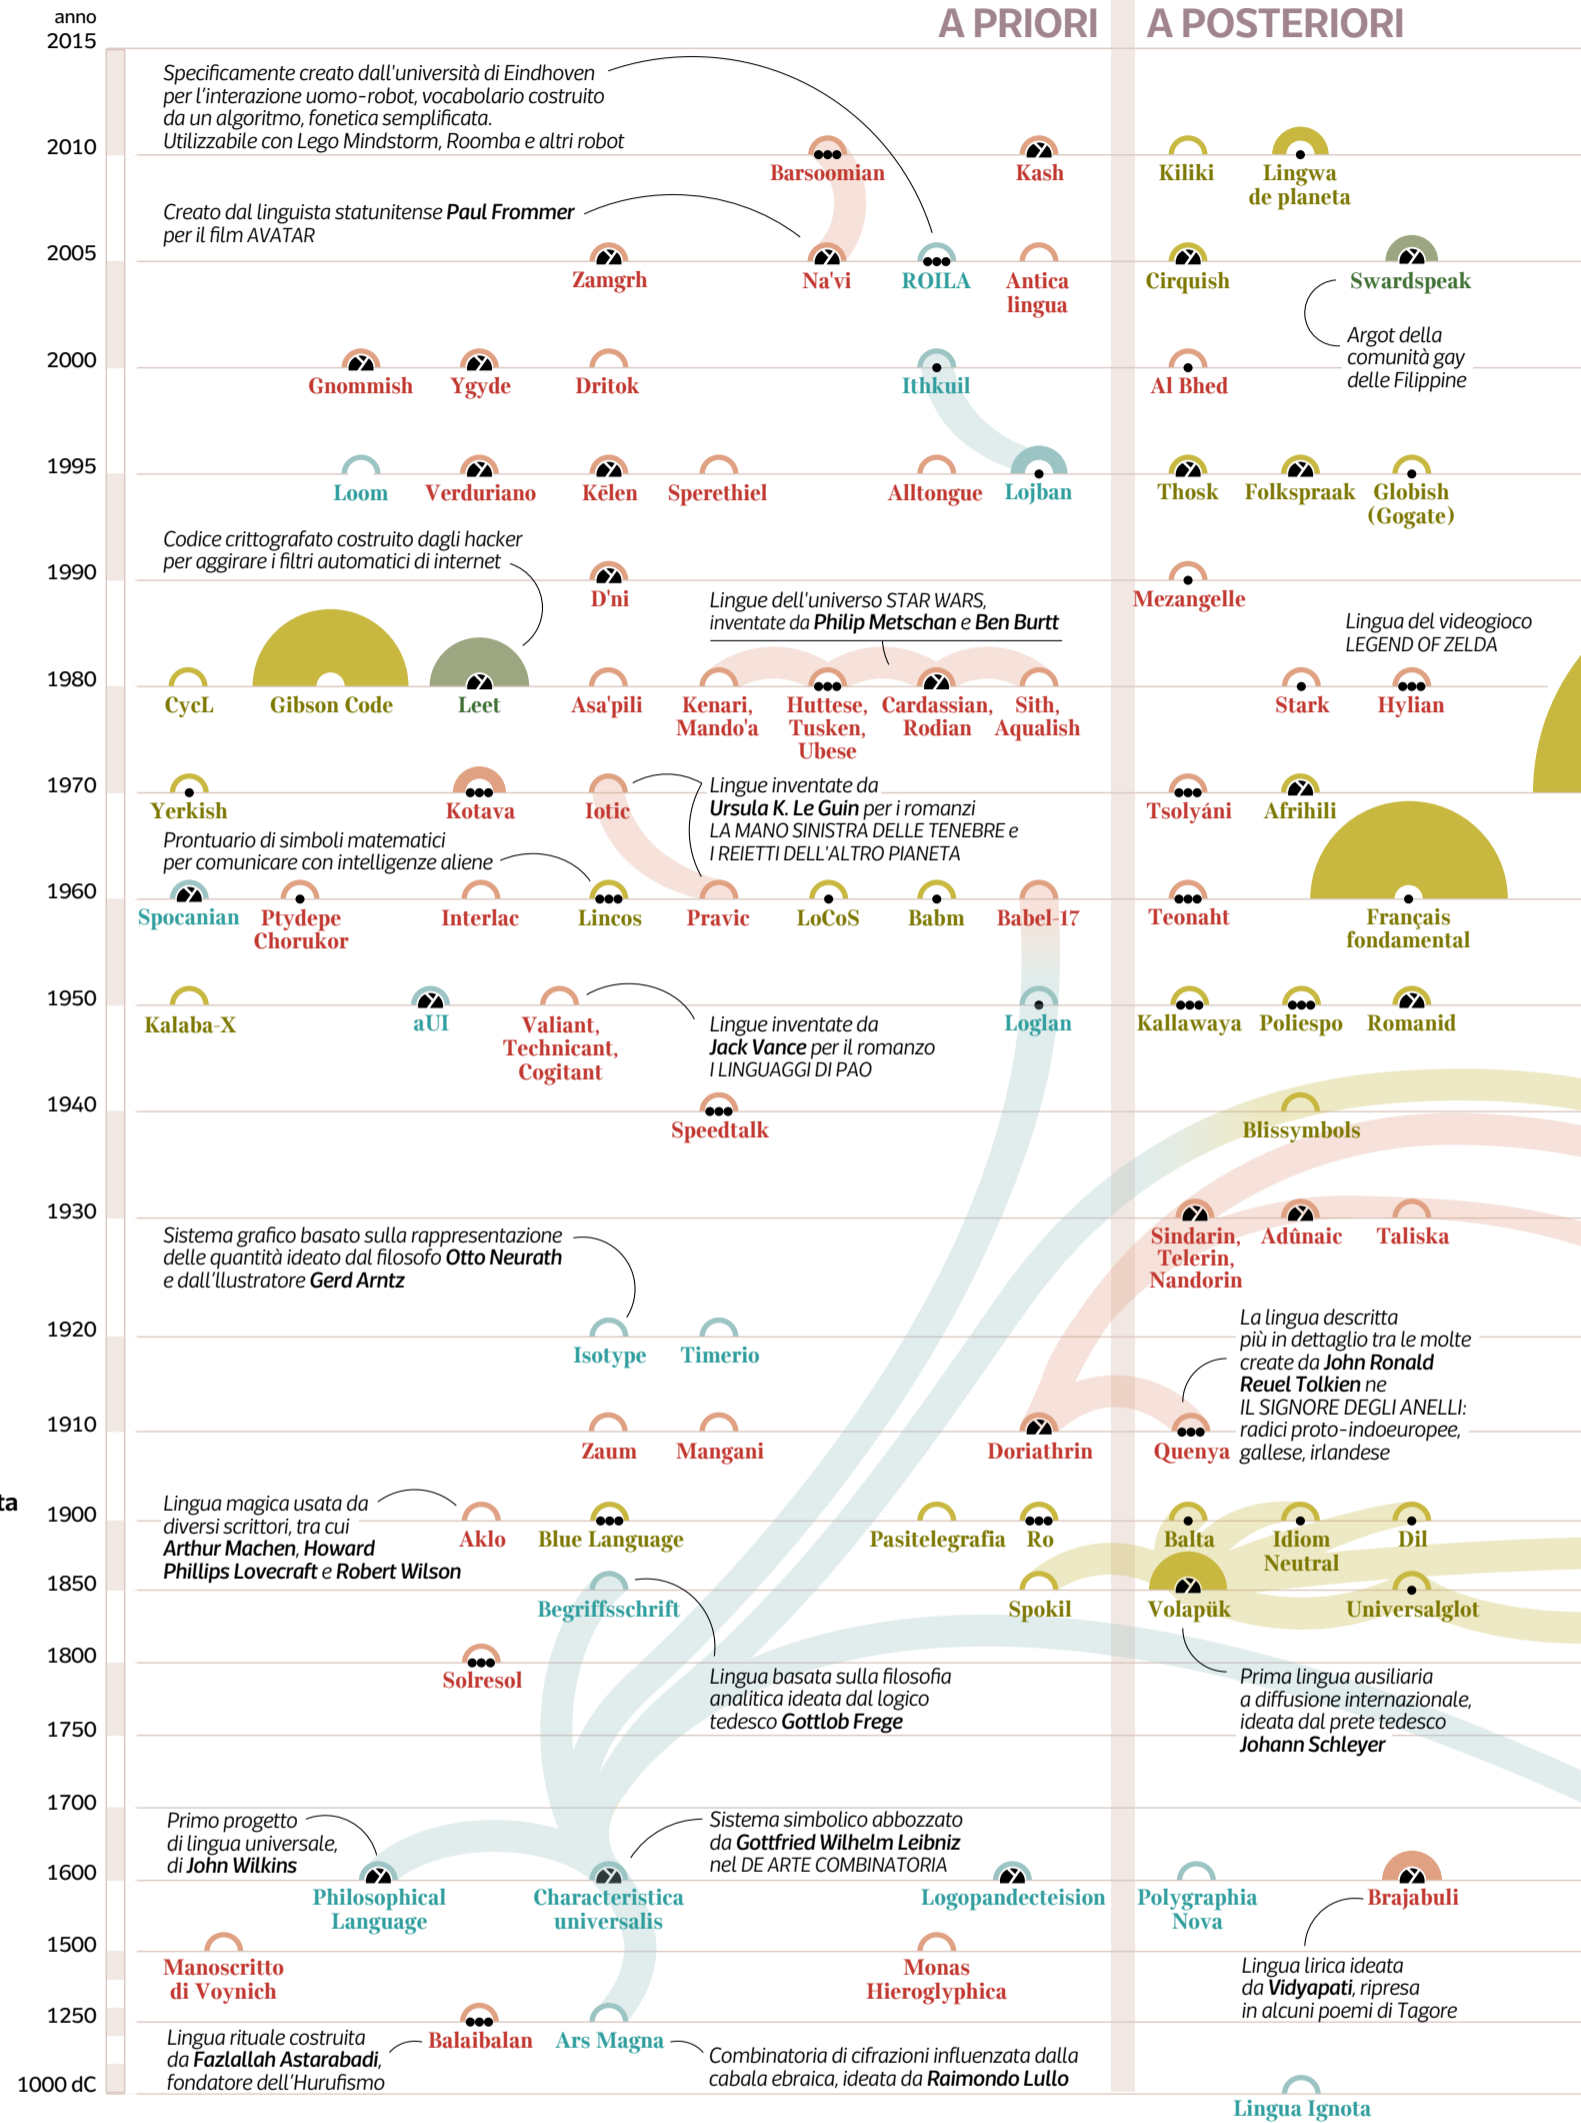 anno
2015
A PRIORI
A POSTERIORI
Specificamente creato dall'università di Eindhoven
per l'interazione uomo-robot, vocabolario costruito
da un algoritmo, fonetica semplificata.
Utilizzabile con Lego Mindstorm, Roomba e altri robot
2010
Barsoomian
Kash
Kiliki
Lingwa
de planeta
Creato dal linguista statunitense Paul Frommer
per il film AVATAR
2005
Zamgrh
Na'vi
ROILA
Antica
lingua
Cirquish
Swardspeak
Argot della
comunità gay
delle Filippine
2000
Gnommish
Ygyde
Dritok
Ithkuil
Al Bhed
1995
Loom
Verduriano
Kēlen
Sperethiel
Alltongue
Lojban
Thosk
Folkspraak
Globish
(Gogate)
Codice crittografato costruito dagli hacker
per aggirare i filtri automatici di internet
1990
D'ni
Mezangelle
Lingue dell'universo STAR WARS,
inventate da Philip Metschan e Ben Burtt
Lingua del videogioco
LEGEND OF ZELDA
1980
CycL
Gibson Code
Leet
Asa'pili
Kenari,
Mando'a
Huttese,
Tusken,
Ubese
Cardassian,
Rodian
Sith,
Aqualish
Stark
Hylian
1970
Yerkish
Kotava
Iotic
Lingue inventate da
Ursula K. Le Guin per i romanzi
LA MANO SINISTRA DELLE TENEBRE e
I REIETTI DELL'ALTRO PIANETA
Tsolyáni
Afrihili
Prontuario di simboli matematici
per comunicare con intelligenze aliene
1960
Spocanian
Ptydepe
Chorukor
Interlac
Lincos
Pravic
LoCoS
Babm
Babel-17
Teonaht
Français
fondamental
1950
Kalaba-X
aUI
Valiant,
Technicant,
Cogitant
Lingue inventate da
Jack Vance per il romanzo
I LINGUAGGI DI PAO
Loglan
Kallawaya
Poliespo
Romanid
1940
Speedtalk
Blissymbols
1930
Sindarin,
Telerin,
Nandorin
Adûnaic
Taliska
Sistema grafico basato sulla rappresentazione
delle quantità ideato dal filosofo Otto Neurath
e dall'llustratore Gerd Arntz
1920
Isotype
Timerio
La lingua descritta
più in dettaglio tra le molte
create da John Ronald
Reuel Tolkien ne
IL SIGNORE DEGLI ANELLI:
radici proto-indoeuropee,
gallese, irlandese
1910
Zaum
Mangani
Doriathrin
Quenya
ta
Lingua magica usata da
diversi scrittori, tra cui
Arthur Machen, Howard
Phillips Lovecraft e Robert Wilson
1900
Aklo
Blue Language
Pasitelegrafia
Ro
Balta
Idiom
Neutral
Dil
1850
Begriffsschrift
Spokil
Volapük
Universalglot
1800
Solresol
Lingua basata sulla filosofia
analitica ideata dal logico
tedesco Gottlob Frege
Prima lingua ausiliaria
a diffusione internazionale,
ideata dal prete tedesco
Johann Schleyer
1750
1700
Primo progetto
di lingua universale,
di John Wilkins
Sistema simbolico abbozzato
da Gottfried Wilhelm Leibniz
nel DE ARTE COMBINATORIA
1600
Philosophical
Language
Characteristica
universalis
Logopandecteision
Polygraphia
Nova
Brajabuli
1500
Manoscritto
di Voynich
Monas
Hieroglyphica
Lingua lirica ideata
da Vidyapati, ripresa
in alcuni poemi di Tagore
1250
Lingua rituale costruita
da Fazlallah Astarabadi,
fondatore dell'Hurufismo
Balaibalan
Ars Magna
Combinatoria di cifrazioni influenzata dalla
cabala ebraica, ideata da Raimondo Lullo
1000 dC
Lingua Ignota